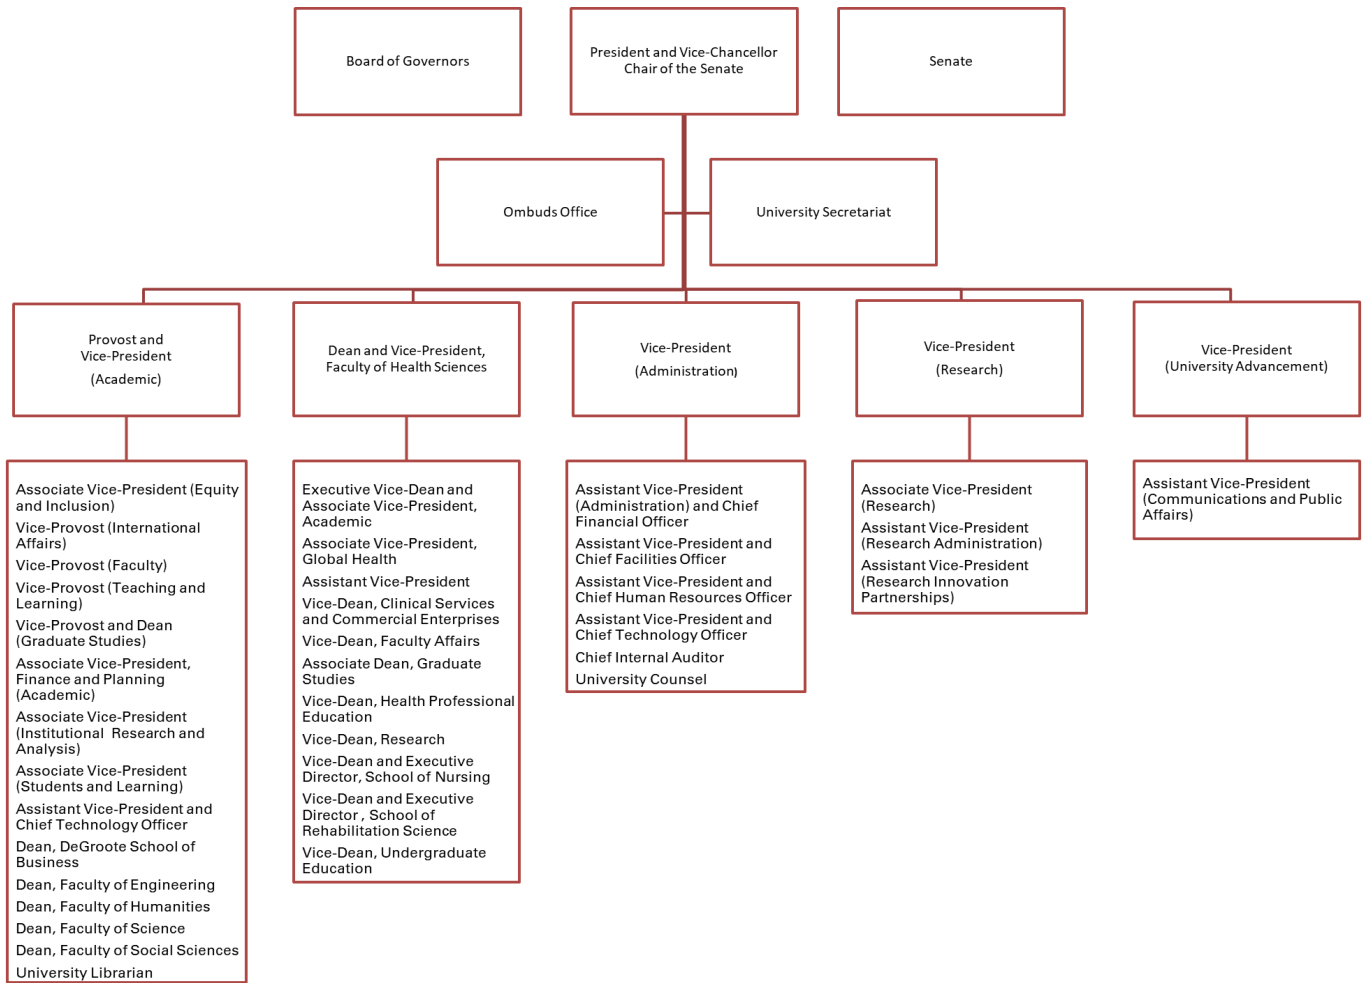 Board of Governors
President and Vice-Chancellor
Chair of the Senate
Senate
Ombuds Office
University Secretariat
Provost and
Vice-President
(Academic)
Dean and Vice-President,
Faculty of Health Sciences
Vice-President
(Administration)
Vice-President
(Research)
Vice-President
(University Advancement)
Associate Vice-President (Equity
and Inclusion)
Vice-Provost (International
Affairs)
Vice-Provost (Faculty)
Vice-Provost (Teaching and
Learning)
Vice-Provost and Dean
(Graduate Studies)
Associate Vice-President,
Finance and Planning
(Academic)
Associate Vice-President
(Institutional Research and
Analysis)
Associate Vice-President
(Students and Learning)
Assistant Vice-President and
Chief Technology Officer
Dean, DeGroote School of
Business
Dean, Faculty of Engineering
Dean, Faculty of Humanities
Dean, Faculty of Science
Dean, Faculty of Social Sciences
University Librarian
Executive Vice-Dean and
Associate Vice-President,
Academic
Associate Vice-President,
Global Health
Assistant Vice-President
Vice-Dean, Clinical Services
and Commercial Enterprises
Vice-Dean, Faculty Affairs
Associate Dean, Graduate
Studies
Vice-Dean, Health Professional
Education
Vice-Dean, Research
Vice-Dean and Executive
Director, School of Nursing
Vice-Dean and Executive
Director , School of
Rehabilitation Science
Vice-Dean, Undergraduate
Education
Assistant Vice-President
(Administration) and Chief
Financial Officer
Assistant Vice-President and
Chief Facilities Officer
Assistant Vice-President and
Chief Human Resources Officer
Assistant Vice-President and
Chief Technology Officer
Chief Internal Auditor
University Counsel
Associate Vice-President
(Research)
Assistant Vice-President
(Research Administration)
Assistant Vice-President
(Research Innovation
Partnerships)
Assistant Vice-President
(Communications and Public
Affairs)